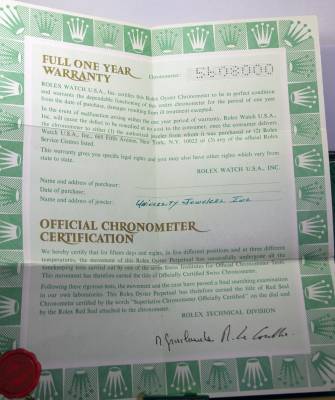 FULL ONE YEAR
WARRANTY
Chronometer:
5698000
ROLEX WATCH U.S.A., Inc. certifies this Rolex Oyster Chronometer to be in perfect condition
and warrants the dependable functioning of this watch chronometer for the period of one year
from the date of purchase, damages resulting from ill treatment excepted.
In the event of malfunction arising within the one year period of warranty, Rolex Watch U.S.A.,
Inc. will cause the defect to be remedied at no cost to the consumer, once the consumer delivers
the chronometer to either (1) the authorized jeweler from whom it was purchased or (2) Rolex
Watch U.S.A., Inc., 665 Fifth Avenue, New York, N.Y. 10022 or (3) any of the official Rolex
Service Centers listed.
This warranty gives you specific legal rights and you may also have other rights which vary from
state to state.
ROLEX WATCH U.S.A., INC.
Name and address of purchaser:
Date of purchase:
Name and address of jeweler: University Jewelers Inc
OFFICIAL CHRONOMETER
CERTIFICATION
We hereby certify that for fifteen days and nights, in five different positions and at three different
temperatures, the movement of this Rolex Oyster Perpetual has successfully undergone all the
timekeeping tests carried out by one of the Swiss Institutes for Official Chronometer Tests.
This movement has therefore earned the title of Officially Certified Swiss Chronometer.
Following these rigorous tests, the movement and the case have passed a final searching examination
in our own laboratories. This Rolex Oyster Perpetual has therefore earned the title of Red Seal
Chronometer certified by the words "Superlative Chronometer Officially Certified" on the dial and
by the Rolex Red Seal attached to the chronometer.
ROLEX TECHNICAL DIVISION